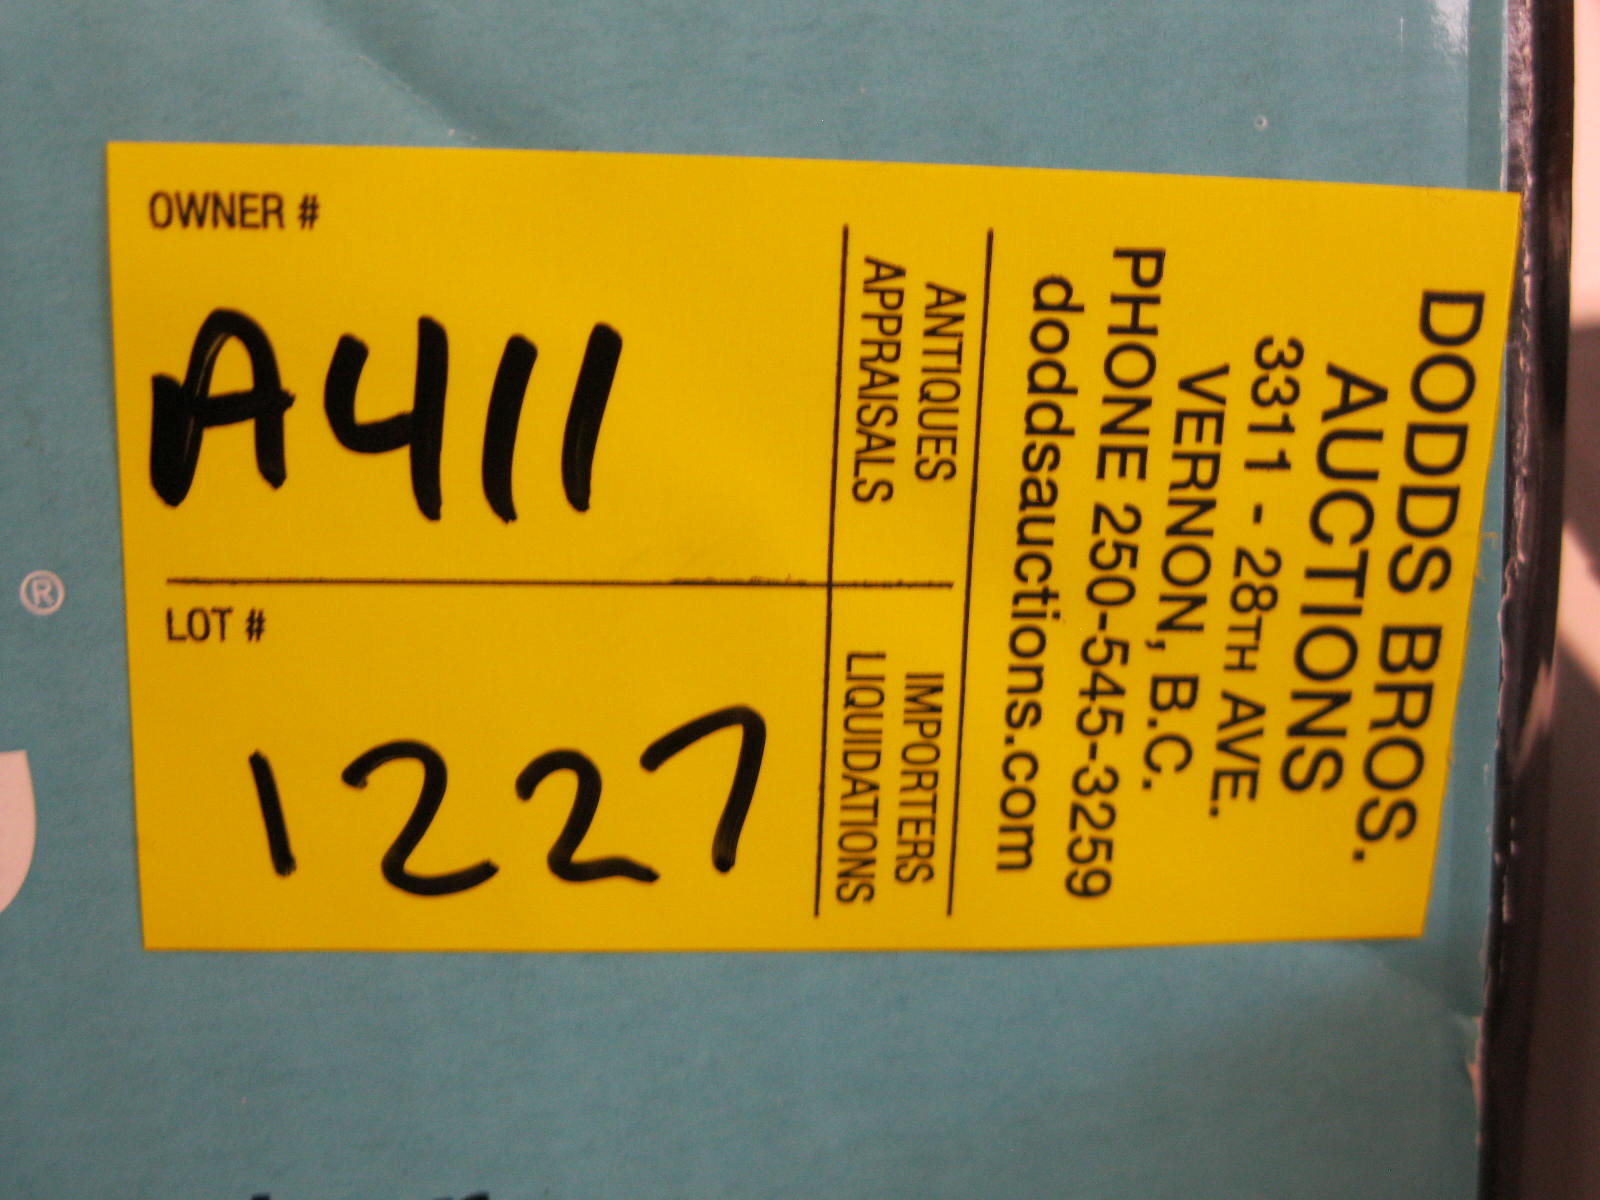 DODDS BROS.
AUCTIONS
3311 - 28TH AVE.
VERNON, B.C.
PHONE 250-545-3259
doddsauctions.com
ANTIQUES
APPRAISALS
IMPORTERS
LIQUIDATIONS
OWNER #
A411
LOT #
1227
®